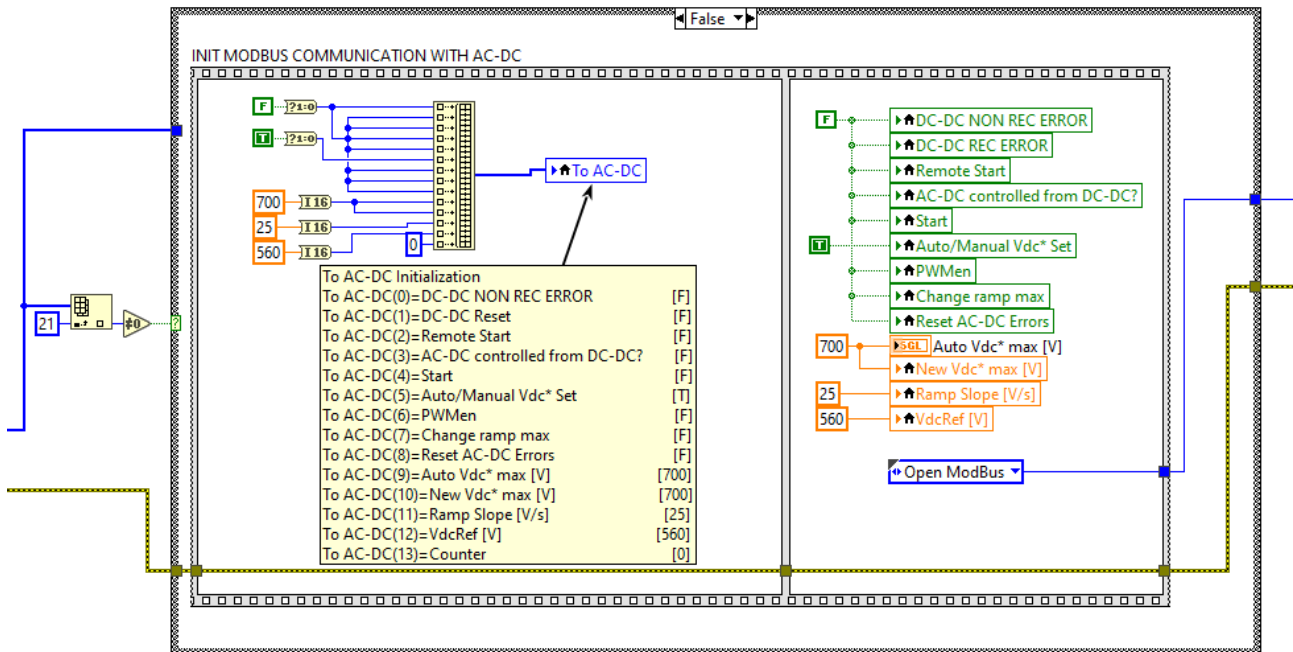 False
INIT MODBUS COMMUNICATION WITH AC-DC
F
?1:0
T
?1:0
To AC-DC
700
I16
25
I16
560
I16
0
To AC-DC Initialization
To AC-DC(0)=DC-DC NON REC ERROR [F]
To AC-DC(1)=DC-DC Reset [F]
To AC-DC(2)=Remote Start [F]
To AC-DC(3)=AC-DC controlled from DC-DC? [F]
To AC-DC(4)=Start [F]
To AC-DC(5)=Auto/Manual Vdc* Set [T]
To AC-DC(6)=PWMen [F]
To AC-DC(7)=Change ramp max [F]
To AC-DC(8)=Reset AC-DC Errors [F]
To AC-DC(9)=Auto Vdc* max [V] [700]
To AC-DC(10)=New Vdc* max [V] [700]
To AC-DC(11)=Ramp Slope [V/s] [25]
To AC-DC(12)=VdcRef [V] [560]
To AC-DC(13)=Counter [0]
21
≠0
?
F
DC-DC NON REC ERROR
DC-DC REC ERROR
Remote Start
AC-DC controlled from DC-DC?
Start
T
Auto/Manual Vdc* Set
PWMen
Change ramp max
Reset AC-DC Errors
700
SGL
Auto Vdc* max [V]
New Vdc* max [V]
25
Ramp Slope [V/s]
560
VdcRef [V]
Open ModBus